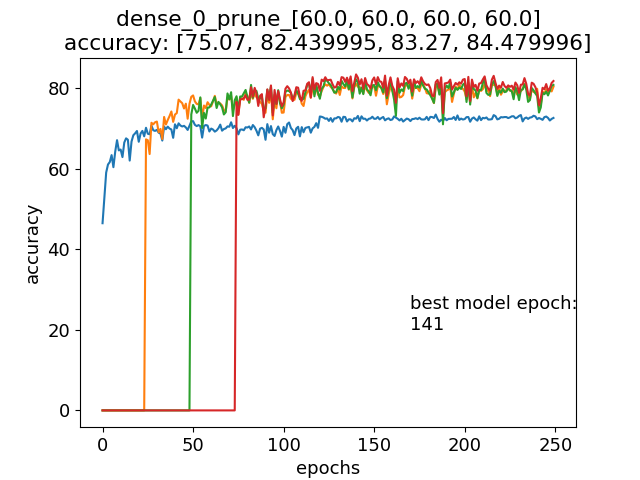 dense_0_prune_[60.0, 60.0, 60.0, 60.0]
accuracy: [75.07, 82.439995, 83.27, 84.479996]
80
60
accuracy
40
20
0
best model epoch:
141
0 50 100 150 200 250
epochs